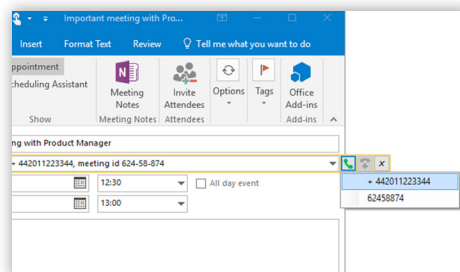 Important meeting with Pro...
Insert Format Text Review Tell me what you want to do
ppointment
cheduling Assistant
Meeting Notes
Invite Attendees
Options
Tags
Office Add-ins
Show Meeting Notes Attendees Add-ins
ng with Product Manager
+ 442011223344, meeting id 624-58-874
12:30 All day event
13:00
+ 442011223344
62458874